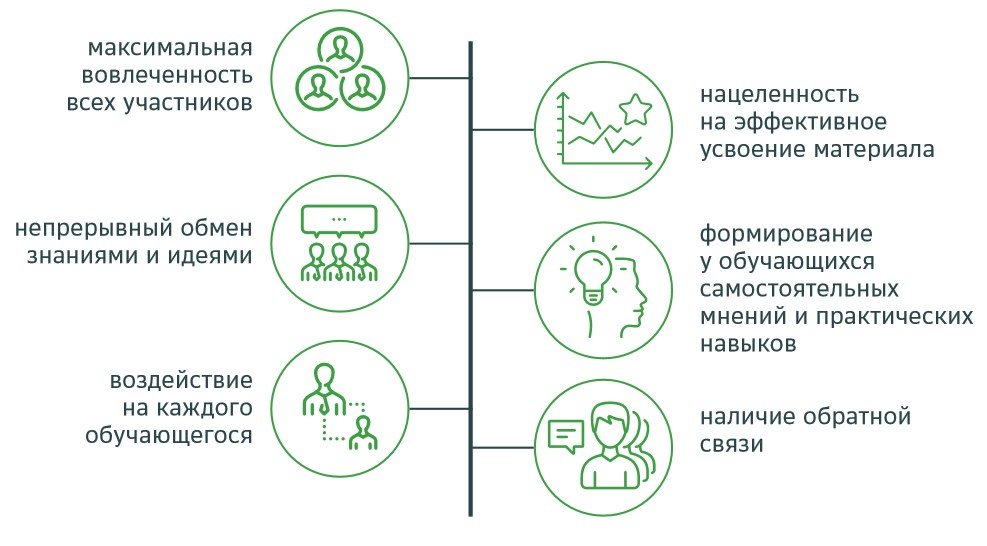 максимальная
вовлеченность
всех участников
нацеленность
на эффективное
усвоение материала
непрерывный обмен
знаниями и идеями
формирование
у обучающихся
самостоятельных
мнений и практических
навыков
воздействие
на каждого
обучающегося
наличие обратной
связи